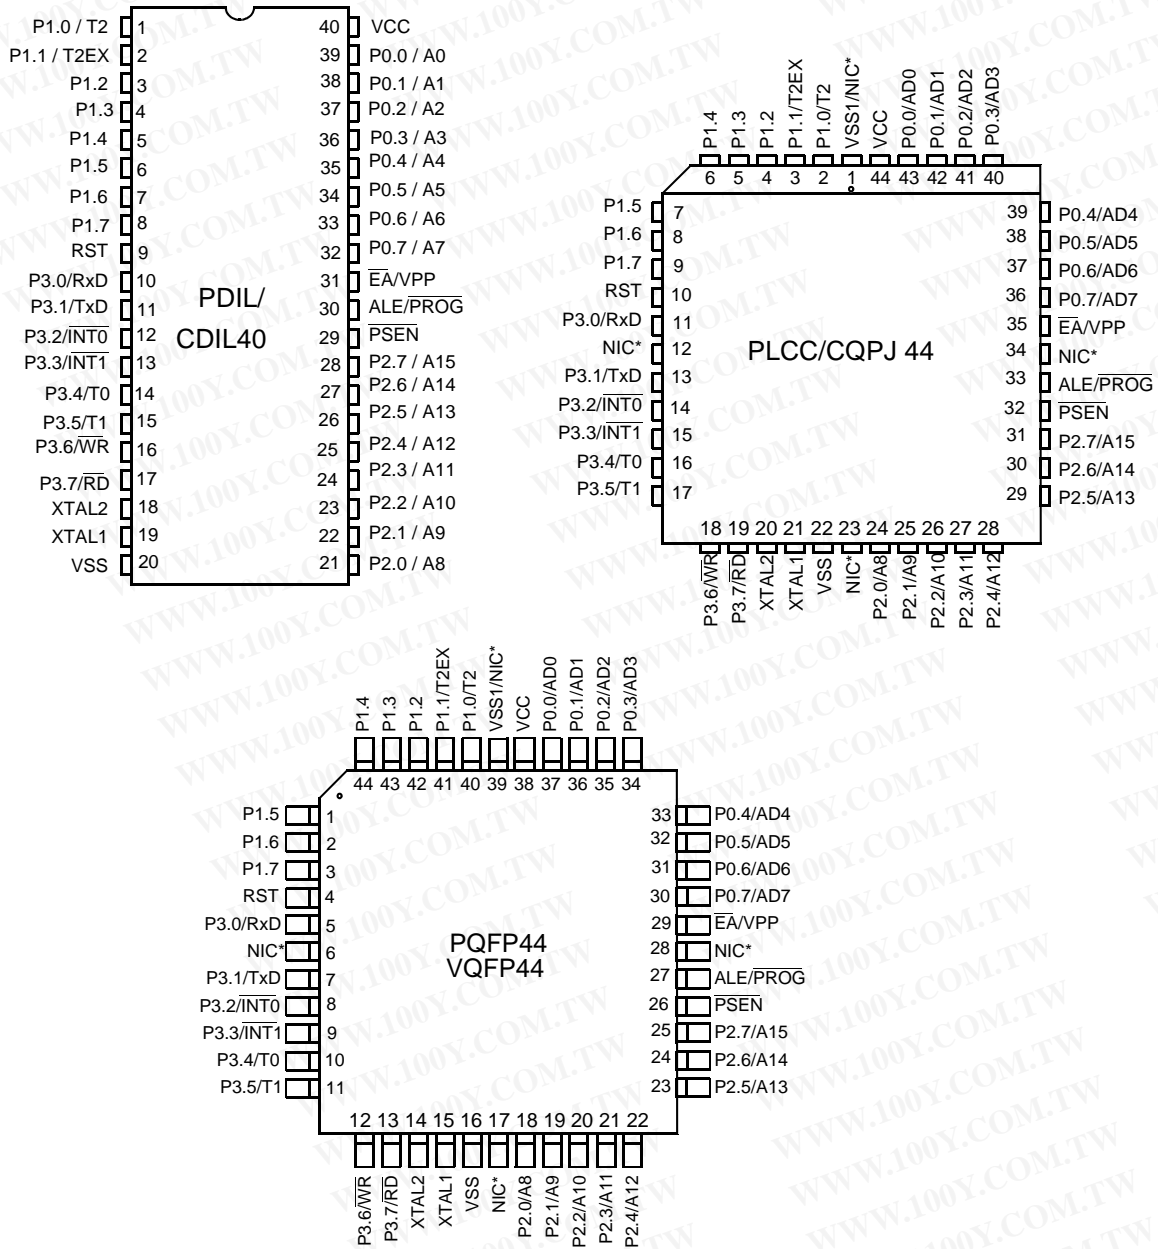 P1.0 / T2 1 40 VCC
P1.1 / T2EX 2 39 P0.0 / A0
P1.2 3 38 P0.1 / A1
P1.3 4 37 P0.2 / A2
P1.4 5 36 P0.3 / A3
P1.5 6 35 P0.4 / A4
P1.6 7 34 P0.5 / A5
P1.7 8 33 P0.6 / A6
RST 9 32 P0.7 / A7
P3.0/RxD 10 31 EA/VPP
P3.1/TxD 11 30 ALE/PROG
P3.2/INT0 12 29 PSEN
P3.3/INT1 13 28 P2.7 / A15
P3.4/T0 14 27 P2.6 / A14
P3.5/T1 15 26 P2.5 / A13
P3.6/WR 16 25 P2.4 / A12
P3.7/RD 17 24 P2.3 / A11
XTAL2 18 23 P2.2 / A10
XTAL1 19 22 P2.1 / A9
VSS 20 21 P2.0 / A8
PDIL/
CDIL40
P1.4 P1.3 P1.2 P1.1/T2EX P1.0/T2 VSS1/NIC* VCC P0.0/AD0 P0.1/AD1 P0.2/AD2 P0.3/AD3
6 5 4 3 2 1 44 43 42 41 40
P1.5 7 39 P0.4/AD4
P1.6 8 38 P0.5/AD5
P1.7 9 37 P0.6/AD6
RST 10 36 P0.7/AD7
P3.0/RxD 11 35 EA/VPP
NIC* 12 34 NIC*
P3.1/TxD 13 33 ALE/PROG
P3.2/INT0 14 32 PSEN
P3.3/INT1 15 31 P2.7/A15
P3.4/T0 16 30 P2.6/A14
P3.5/T1 17 29 P2.5/A13
PLCC/CQPJ 44
18 19 20 21 22 23 24 25 26 27 28
P3.6/WR P3.7/RD XTAL2 XTAL1 VSS NIC* P2.0/A8 P2.1/A9 P2.2/A10 P2.3/A11 P2.4/A12
P1.4 P1.3 P1.2 P1.1/T2EX P1.0/T2 VSS1/NIC* VCC P0.0/AD0 P0.1/AD1 P0.2/AD2 P0.3/AD3
44 43 42 41 40 39 38 37 36 35 34
P1.5 1 33 P0.4/AD4
P1.6 2 32 P0.5/AD5
P1.7 3 31 P0.6/AD6
RST 4 30 P0.7/AD7
P3.0/RxD 5 29 EA/VPP
NIC* 6 28 NIC*
P3.1/TxD 7 27 ALE/PROG
P3.2/INT0 8 26 PSEN
P3.3/INT1 9 25 P2.7/A15
P3.4/T0 10 24 P2.6/A14
P3.5/T1 11 23 P2.5/A13
PQFP44
VQFP44
12 13 14 15 16 17 18 19 20 21 22
P3.6/WR P3.7/RD XTAL2 XTAL1 VSS NIC* P2.0/A8 P2.1/A9 P2.2/A10 P2.3/A11 P2.4/A12
WWW.100Y.COM.TW